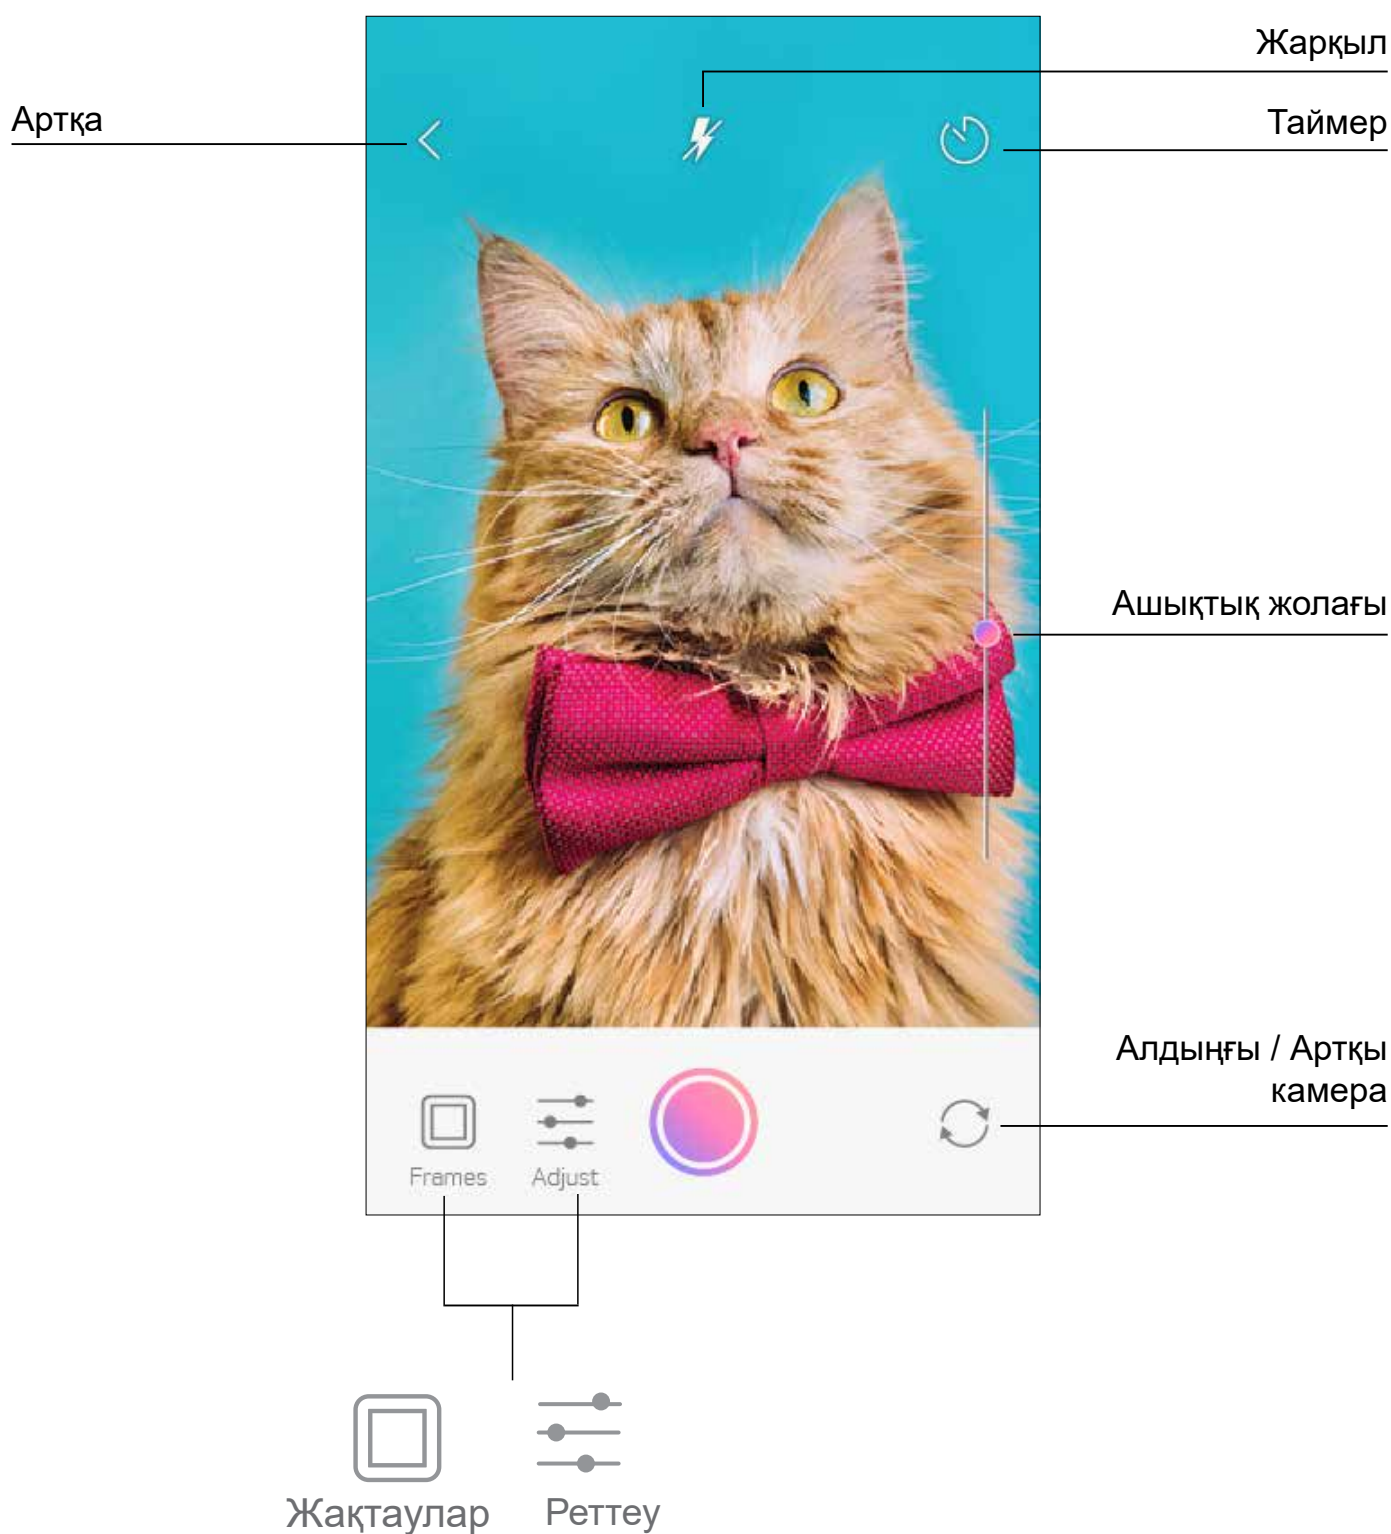 Жарқыл
Артқа
Таймер
Ашықтық жолағы
Алдыңғы / Артқы
камера
Frames
Adjust
Жақтаулар
Реттеу